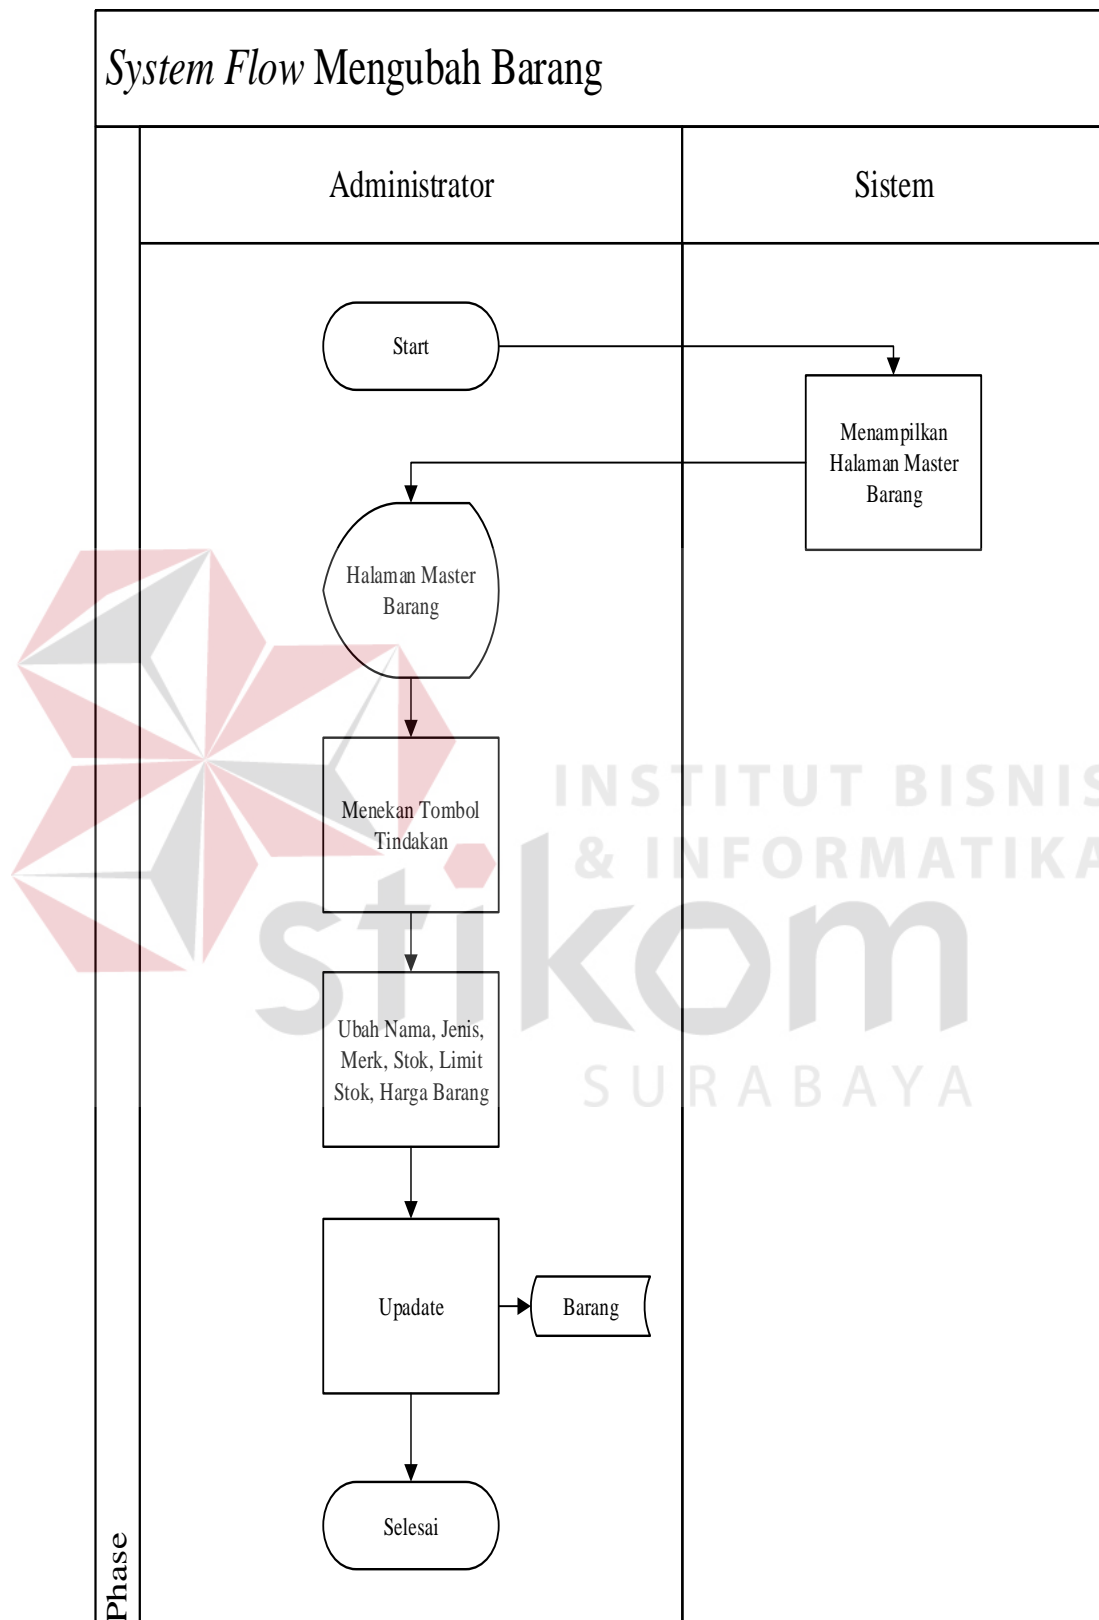 System Flow Mengubah Barang
Administrator
Sistem
Start
Menampilkan
Halaman Master
Barang
Halaman Master
Barang
Menekan Tombol
Tindakan
INSTITUT BISNIS
& INFORMATIKA
stikom
SURABAYA
Ubah Nama, Jenis,
Merk, Stok, Limit
Stok, Harga Barang
Upadate
Barang
Selesai
Phase